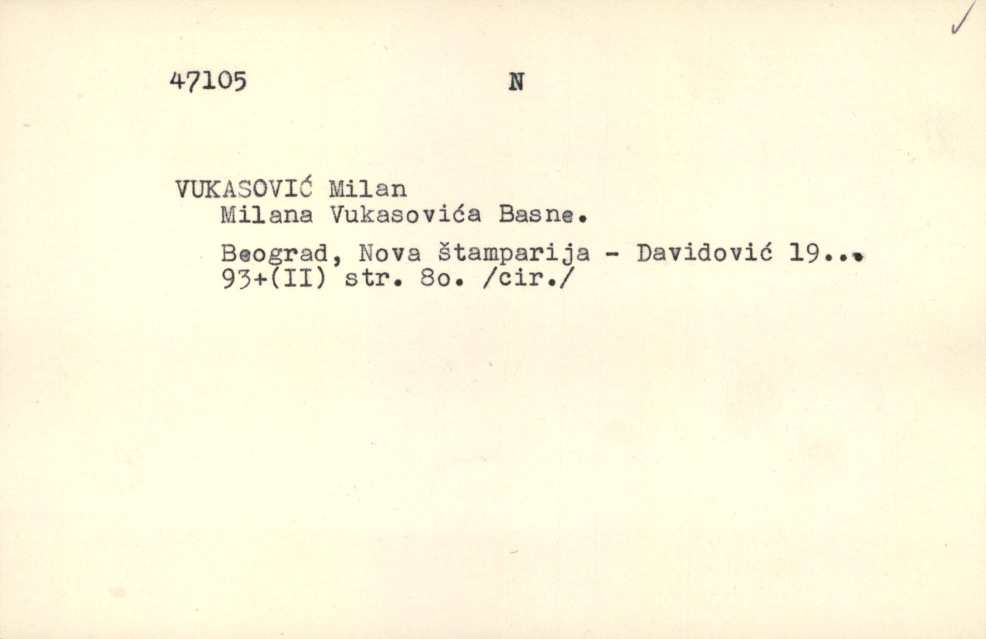 47105 N
VUKASOVIĆ Milan
Milana Vukasovića Basne.
Beograd, Nova štamparija - Davidović 19...
93+(II) str. 8o. /cir./